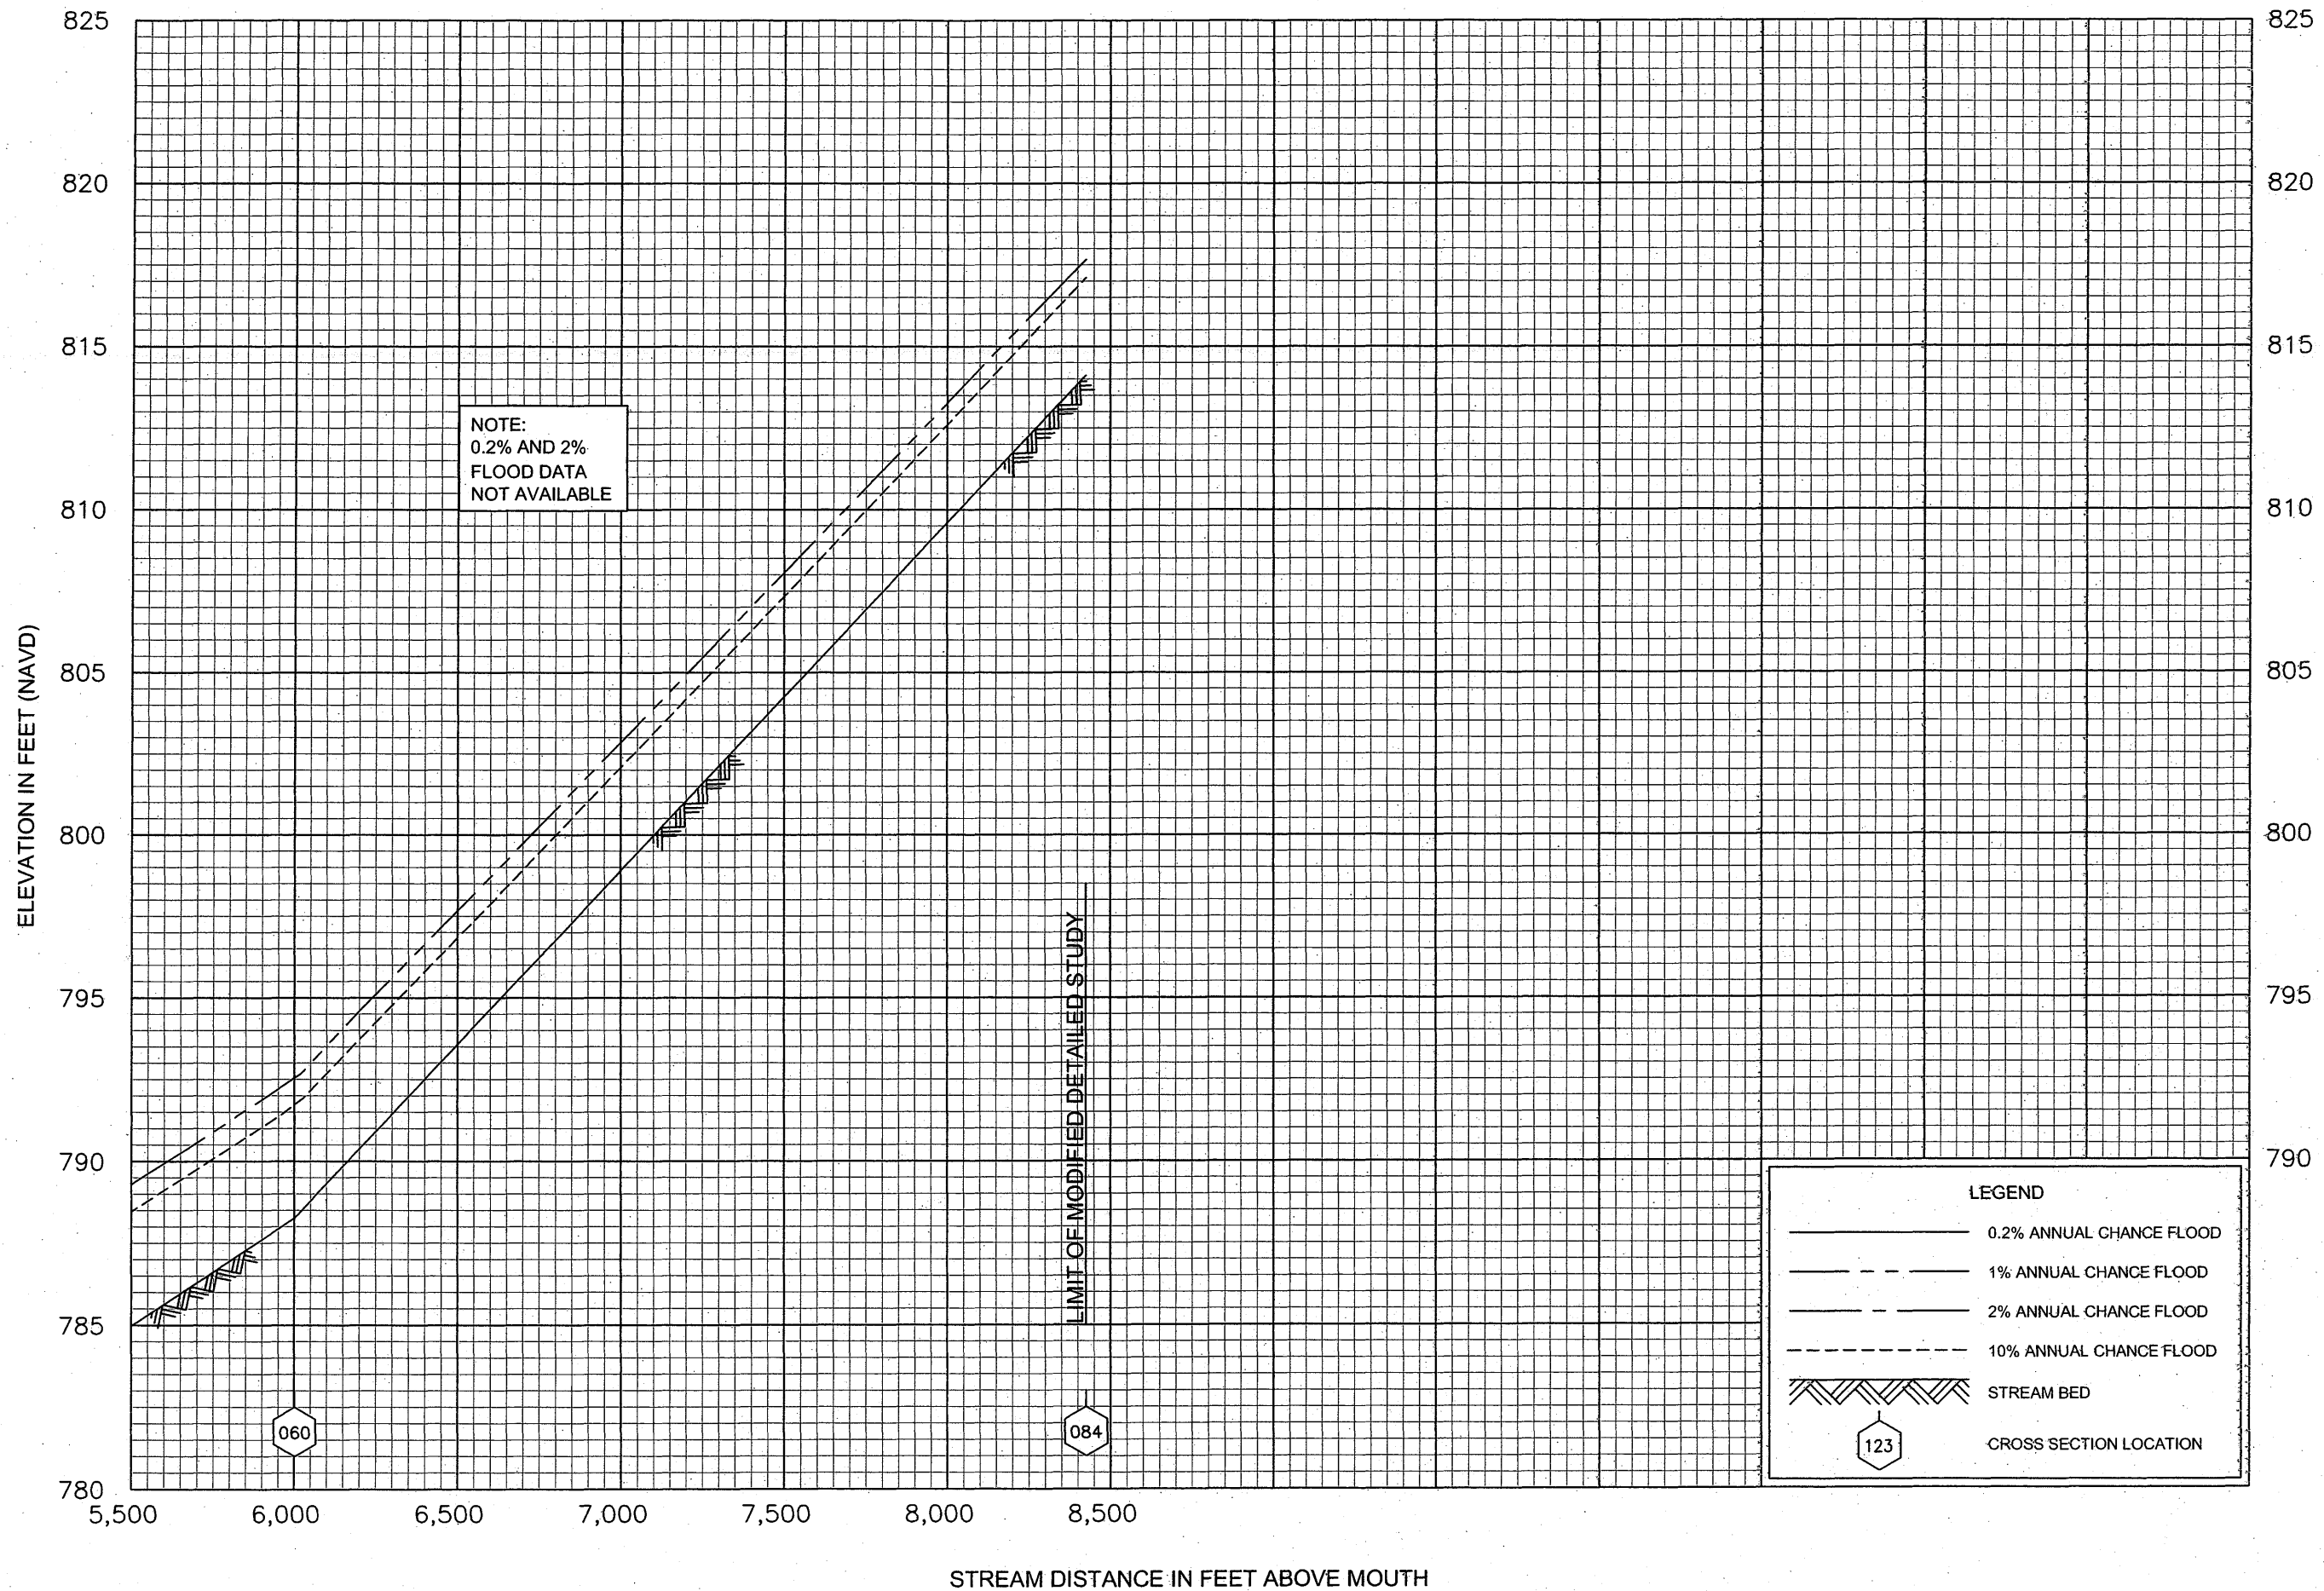 825
820
815
810
805
800
795
790
785
780
ELEVATION IN FEET (NAVD)
825
820
815
810
805
800
795
790
NOTE:
0.2% AND 2%
FLOOD DATA
NOT AVAILABLE
LIMIT OF MODIFIED DETAILED STUDY
060
084
LEGEND
0.2% ANNUAL CHANCE FLOOD
1% ANNUAL CHANCE FLOOD
2% ANNUAL CHANCE FLOOD
10% ANNUAL CHANCE FLOOD
STREAM BED
123
CROSS SECTION LOCATION
5,500
6,000
6,500
7,000
7,500
8,000
8,500
STREAM DISTANCE IN FEET ABOVE MOUTH